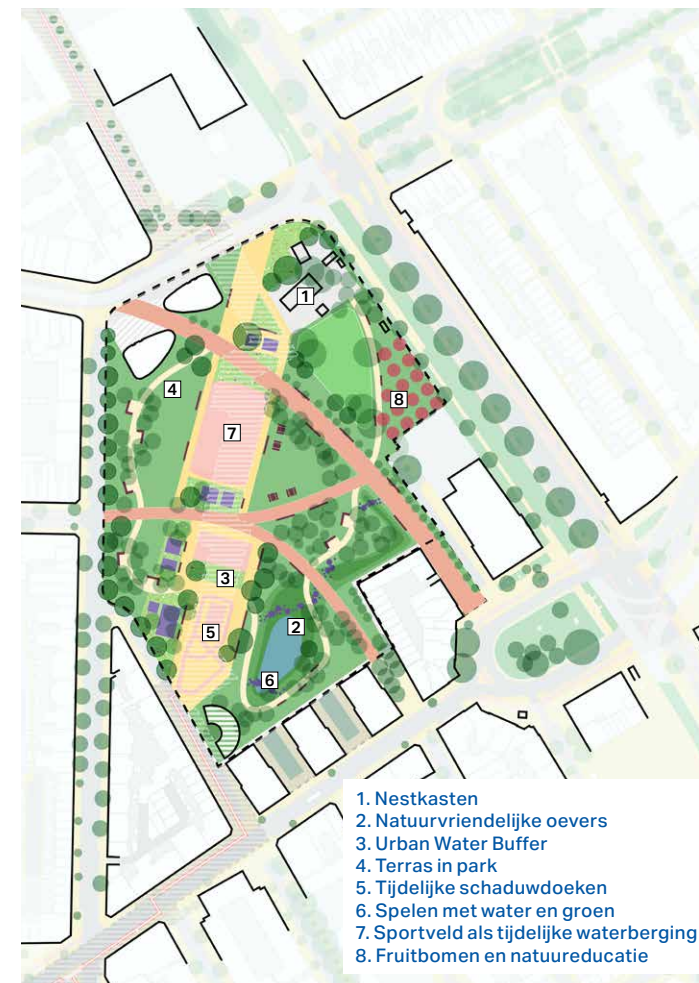 1
4
8
7
3
2
5
6
1. Nestkasten
2. Natuurvriendelijke oevers
3. Urban Water Buffer
4. Terras in park
5. Tijdelijke schaduwdoeken
6. Spelen met water en groen
7. Sportveld als tijdelijke waterberging
8. Fruitbomen en natuureducatie